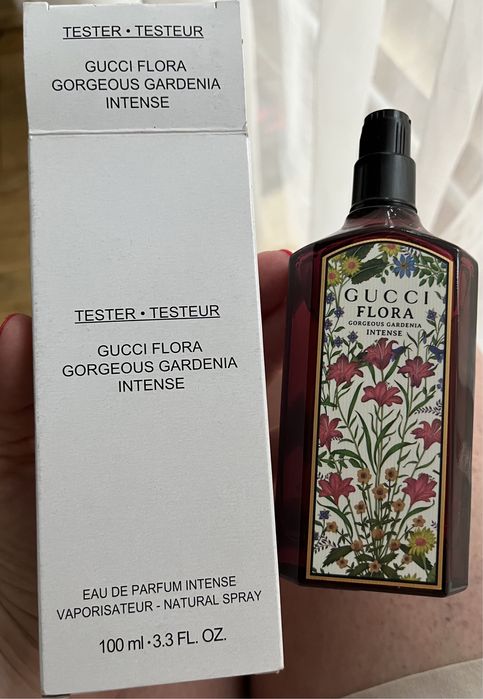 TESTER • TESTEUR
GUCCI FLORA
GORGEOUS GARDENIA
INTENSE
TESTER • TESTEUR
GUCCI FLORA
GORGEOUS GARDENIA
INTENSE
EAU DE PARFUM INTENSE
VAPORISATEUR - NATURAL SPRAY
100 ml • 3.3 FL. OZ.
GUCCI
FLORA
GORGEOUS GARDENIA
INTENSE